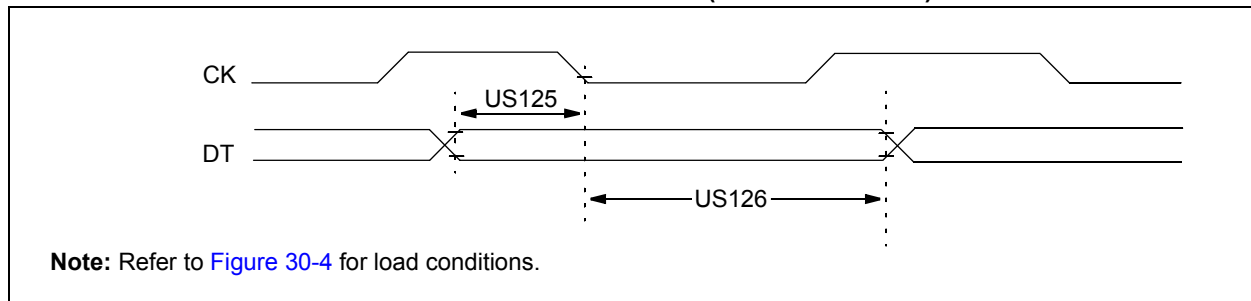 CK
US125
DT
US126
Note: Refer to Figure 30-4 for load conditions.